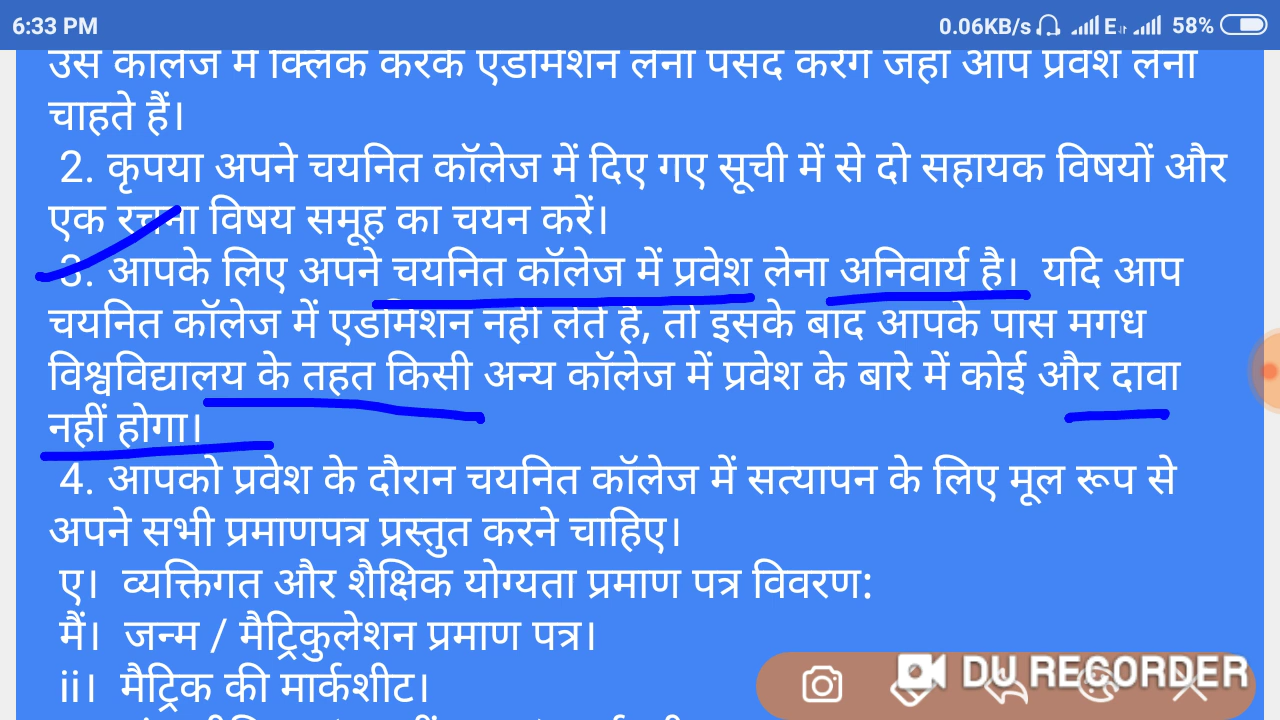 6:33 PM 0.06KB/s E 58%
उस कॉलेज में क्लिक करके एडमिशन लेना पसंद करेंगे जहां आप प्रवेश लेना
चाहते हैं।
2. कृपया अपने चयनित कॉलेज में दिए गए सूची में से दो सहायक विषयों और
एक रचना विषय समूह का चयन करें।
3. आपके लिए अपने चयनित कॉलेज में प्रवेश लेना अनिवार्य है। यदि आप
चयनित कॉलेज में एडमिशन नहीं लेते हैं, तो इसके बाद आपके पास मगध
विश्वविद्यालय के तहत किसी अन्य कॉलेज में प्रवेश के बारे में कोई और दावा
नहीं होगा।
4. आपको प्रवेश के दौरान चयनित कॉलेज में सत्यापन के लिए मूल रूप से
अपने सभी प्रमाणपत्र प्रस्तुत करने चाहिए।
ए। व्यक्तिगत और शैक्षिक योग्यता प्रमाण पत्र विवरण:
मैं। जन्म / मैट्रिकुलेशन प्रमाण पत्र।
ii। मैट्रिक की मार्कशीट।
DU RECORDER